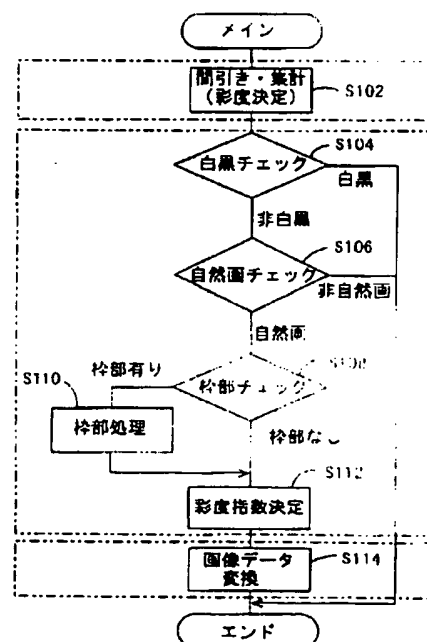 メイン
間引き・集計
(彩度決定)
S102
S104
白黒チェック
白黒
非白黒
S106
自然画チェック
非自然画
自然画
S108
枠部チェック
枠部有り
S110
枠部処理
枠部なし
S112
彩度指数決定
画像データ
変換
S114
エンド